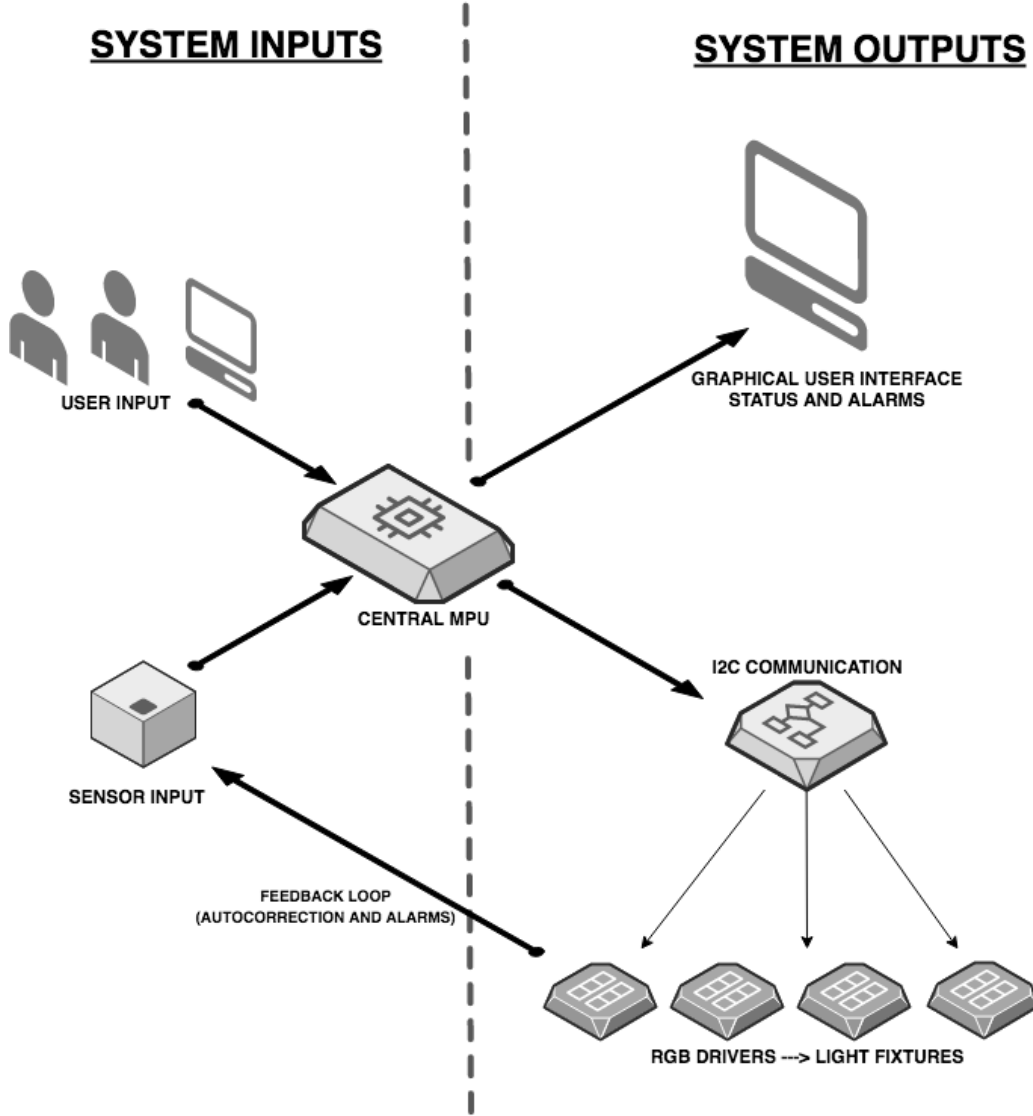 SYSTEM INPUTS
SYSTEM OUTPUTS
USER INPUT
GRAPHICAL USER INTERFACE
STATUS AND ALARMS
CENTRAL MPU
I2C COMMUNICATION
SENSOR INPUT
FEEDBACK LOOP
(AUTOCORRECTION AND ALARMS)
RGB DRIVERS ---> LIGHT FIXTURES